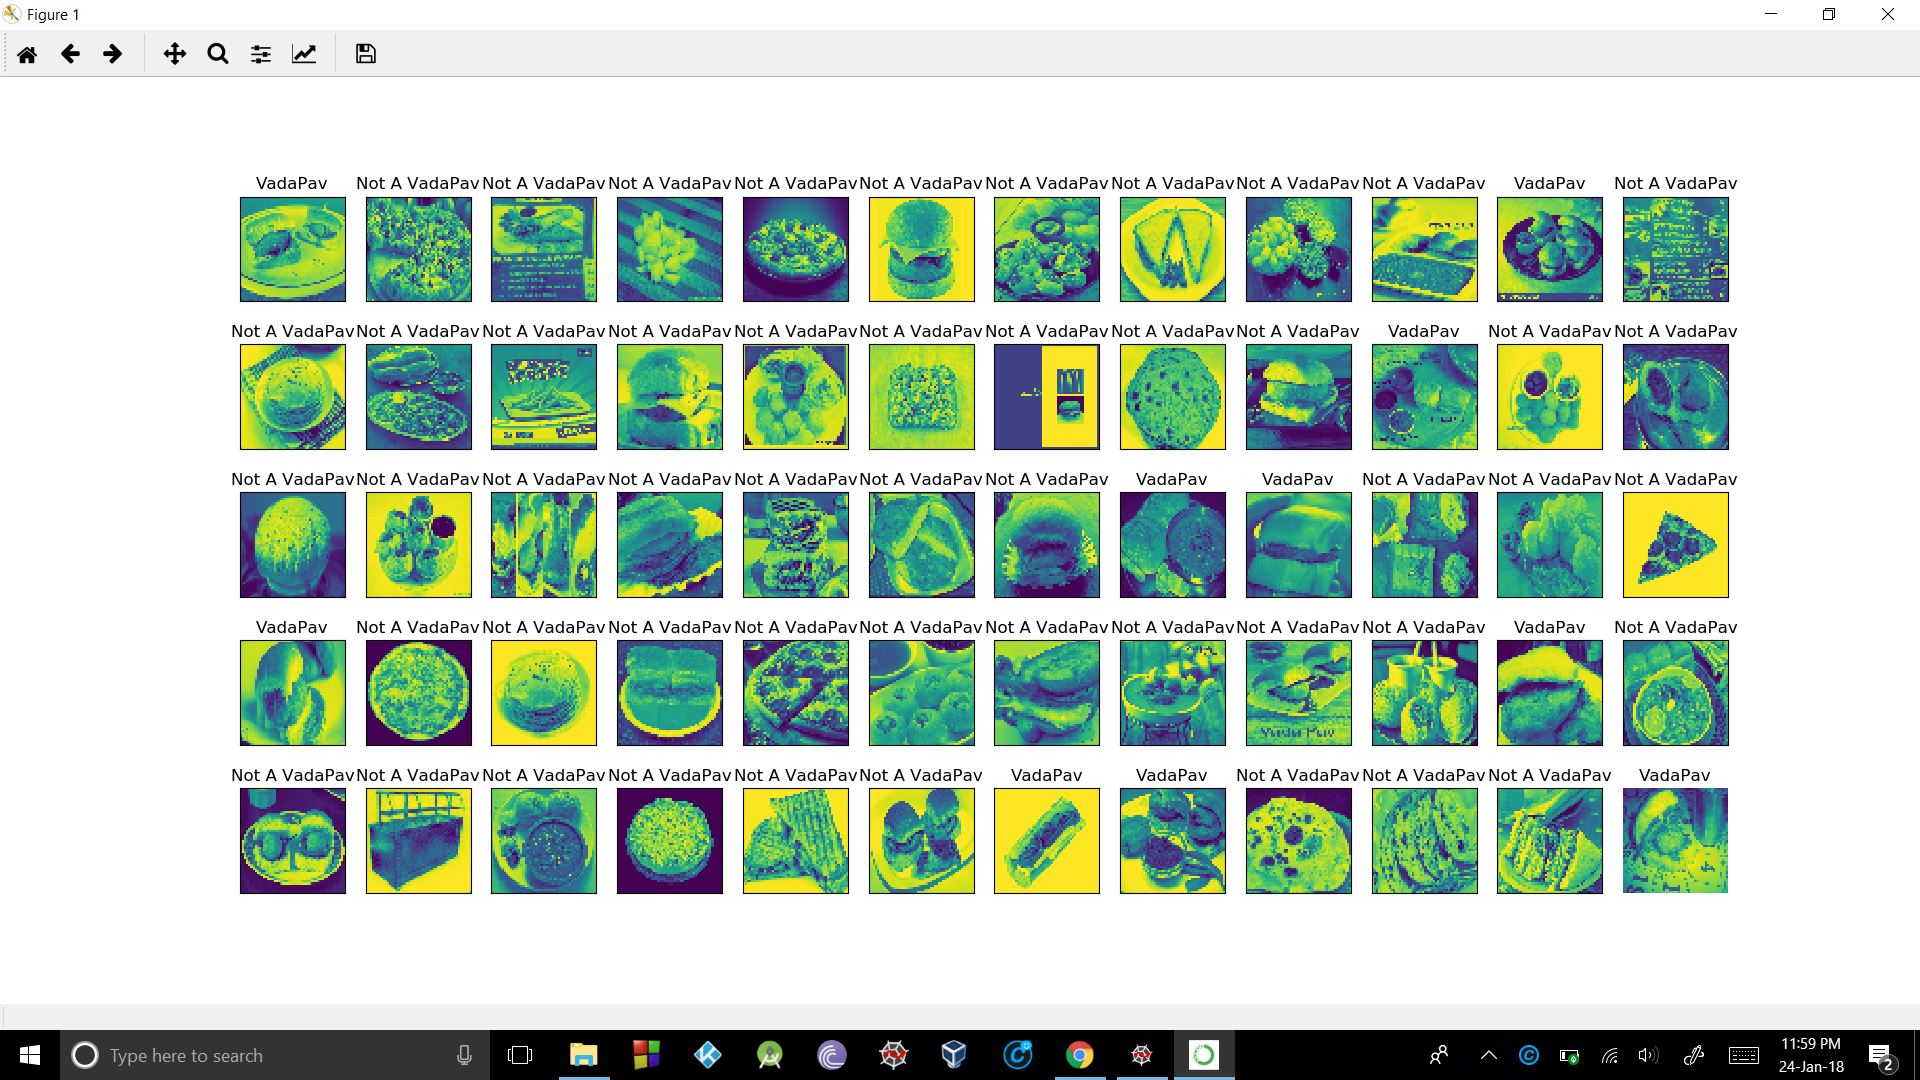 Figure 1
VadaPav Not A VadaPav Not A VadaPav Not A VadaPav Not A VadaPav Not A VadaPav Not A VadaPav Not A VadaPav Not A VadaPav Not A VadaPav VadaPav Not A VadaPav
Not A VadaPav Not A VadaPav Not A VadaPav Not A VadaPav Not A VadaPav Not A VadaPav Not A VadaPav Not A VadaPav Not A VadaPav VadaPav Not A VadaPav Not A VadaPav
Not A VadaPav Not A VadaPav Not A VadaPav Not A VadaPav Not A VadaPav Not A VadaPav Not A VadaPav VadaPav VadaPav Not A VadaPav Not A VadaPav Not A VadaPav
VadaPav Not A VadaPav Not A VadaPav Not A VadaPav Not A VadaPav Not A VadaPav Not A VadaPav Not A VadaPav Not A VadaPav Not A VadaPav VadaPav Not A VadaPav
Vada Pav
Not A VadaPav Not A VadaPav Not A VadaPav Not A VadaPav Not A VadaPav Not A VadaPav VadaPav VadaPav Not A VadaPav Not A VadaPav Not A VadaPav VadaPav
Type here to search
11:59 PM
24-Jan-18
2